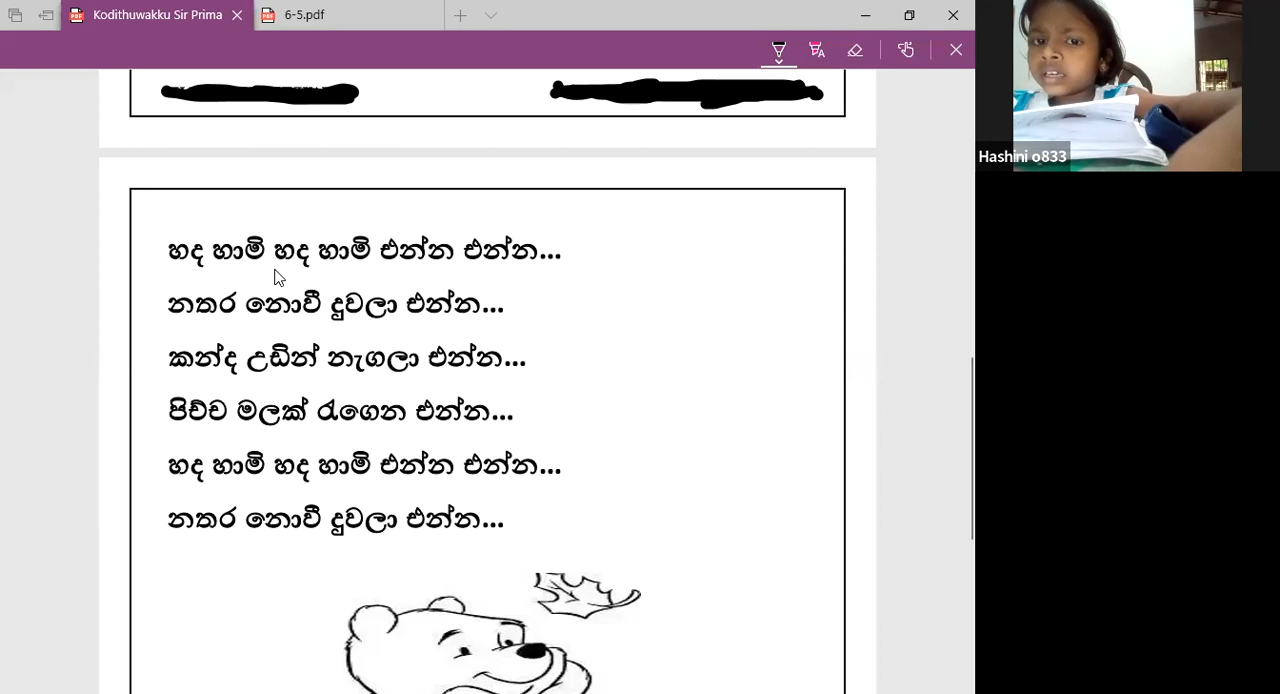 Kodithuwakku Sir Prima
6-5.pdf
Hashini o833
හද හාමි හද හාමි එන්න එන්න...
නතර නොවී දුවලා එන්න...
කන්ද උඩින් නැගලා එන්න...
පිච්ච මලක් රැගෙන එන්න...
හද හාමි හද හාමි එන්න එන්න...
නතර නොවී දුවලා එන්න...